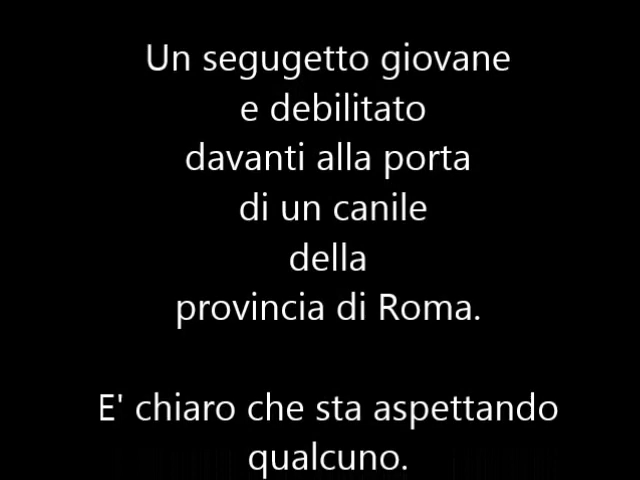 Un segugetto giovane
e debilitato
davanti alla porta
di un canile
della
provincia di Roma.
E' chiaro che sta aspettando
qualcuno.